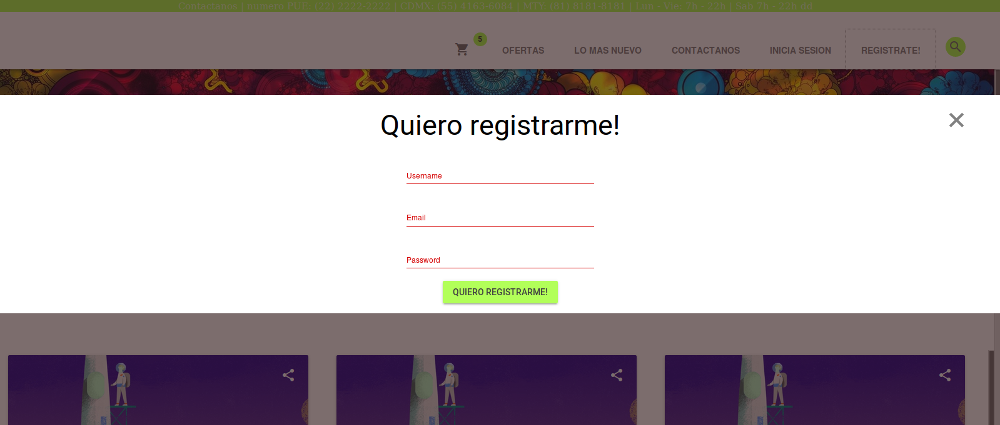 Contactanos | numero PUE: (22) 2222-2222 | CDMX: (55) 4163-6084 | MTY: (81) 8181-8181 | Lun - Vie: 7h - 22h | Sab 7h - 22h dd
5 OFERTAS LO MAS NUEVO CONTACTANOS INICIA SESION REGISTRATE!
Quiero registrarme!
Username
Email
Password
QUIERO REGISTRARME!